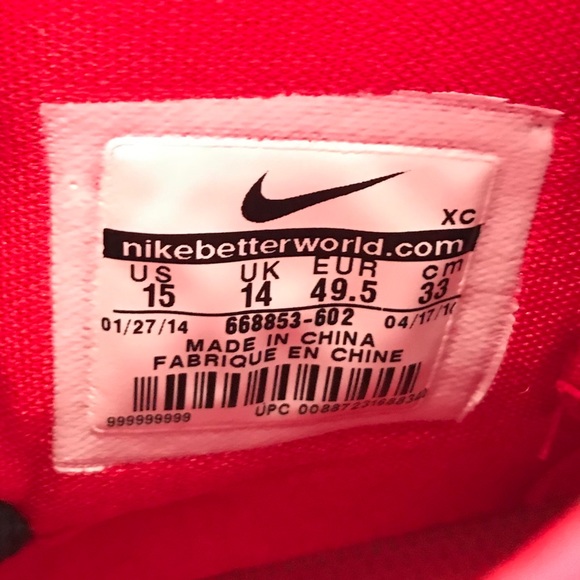 XC
nikebetterworld.com
US UK EUR cm
15 14 49.5 33
01/27/14 668853-602
MADE IN CHINA
FABRIQUE EN CHINE
999999999 UPC